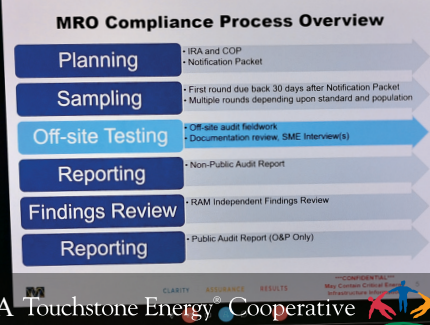 MRO Compliance Process Overview
Planning
• IRA and COP
• Notification Packet
Sampling
• First round due back 30 days after Notification Packet
• Multiple rounds depending upon standard and population
Off-site Testing
• Off-site audit fieldwork
• Documentation review, SME Interview(s)
Reporting
• Non-Public Audit Report
Findings Review
• RAM Independent Findings Review
Reporting
• Public Audit Report (O&P Only)
CLARITY ASSURANCE RESULTS
***CONFIDENTIAL***
May Contain Critical Energy
Infrastructure Information
A Touchstone Energy® Cooperative